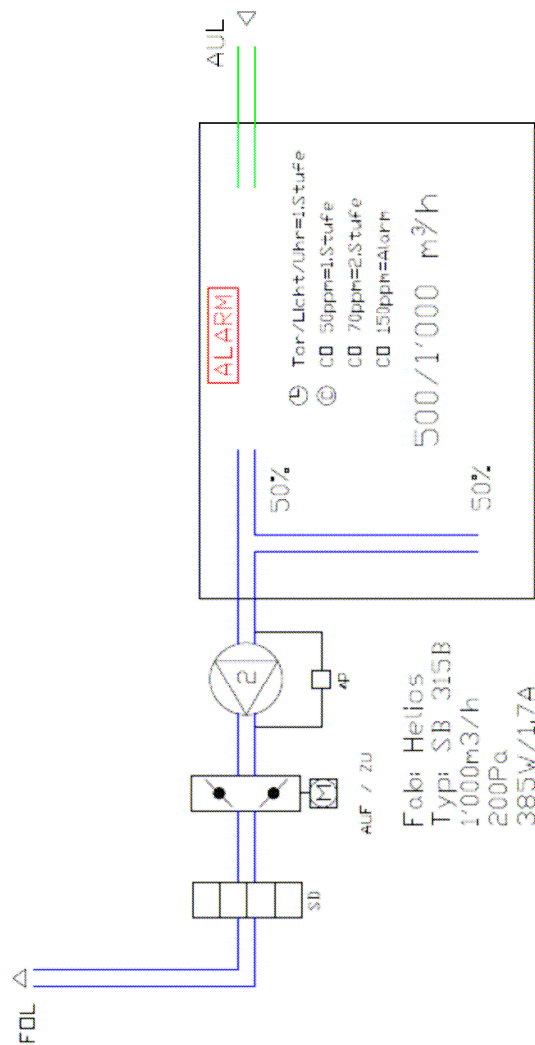 AUL
ALARM
Tor/Licht/Uhr=1.Stufe
CO 50ppm=1.Stufe
CO 70ppm=2.Stufe
CO 150ppm=Alarm
500/1'000 m³/h
50%
50%
2
M
AUF / ZU
SD
FOL
Fab: Helios
Typ: SB 315B
1'000m3/h
200Pa
385W/1.7A